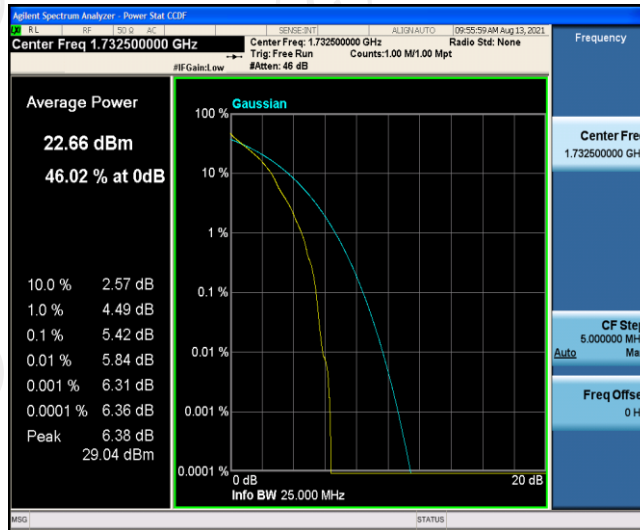 Agilent Spectrum Analyzer - Power Stat CCDF
RL RF 50 Ω AC SENSE:INT ALIGNAUTO 09:55:59 AM Aug 13, 2021
Center Freq 1.732500000 GHz
Center Freq: 1.732500000 GHz Radio Std: None
Trig: Free Run Counts:1.00 M/1.00 Mpt
#IFGain:Low #Atten: 46 dB
Frequency
Average Power
22.66 dBm
46.02 % at 0dB
10.0 % 2.57 dB
1.0 % 4.49 dB
0.1 % 5.42 dB
0.01 % 5.84 dB
0.001 % 6.31 dB
0.0001 % 6.36 dB
Peak 6.38 dB
29.04 dBm
Gaussian
100 %
10 %
1 %
0.1 %
0.01 %
0.001 %
0.0001 %
0 dB 20 dB
Info BW 25.000 MHz
Center Fre
1.732500000 GH
CF Step
5.000000 MH
Auto Ma
Freq Offse
0 H
MSG STATUS